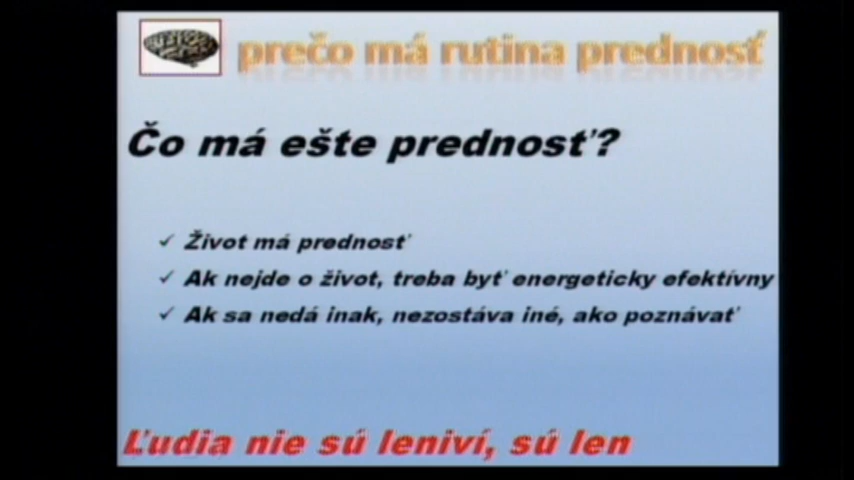 prečo má rutina prednosť
Čo má ešte prednosť?
✓ Život má prednosť
✓ Ak nejde o život, treba byť energeticky efektívny
✓ Ak sa nedá inak, nezostáva iné, ako poznávať
Ľudia nie sú leniví, sú len